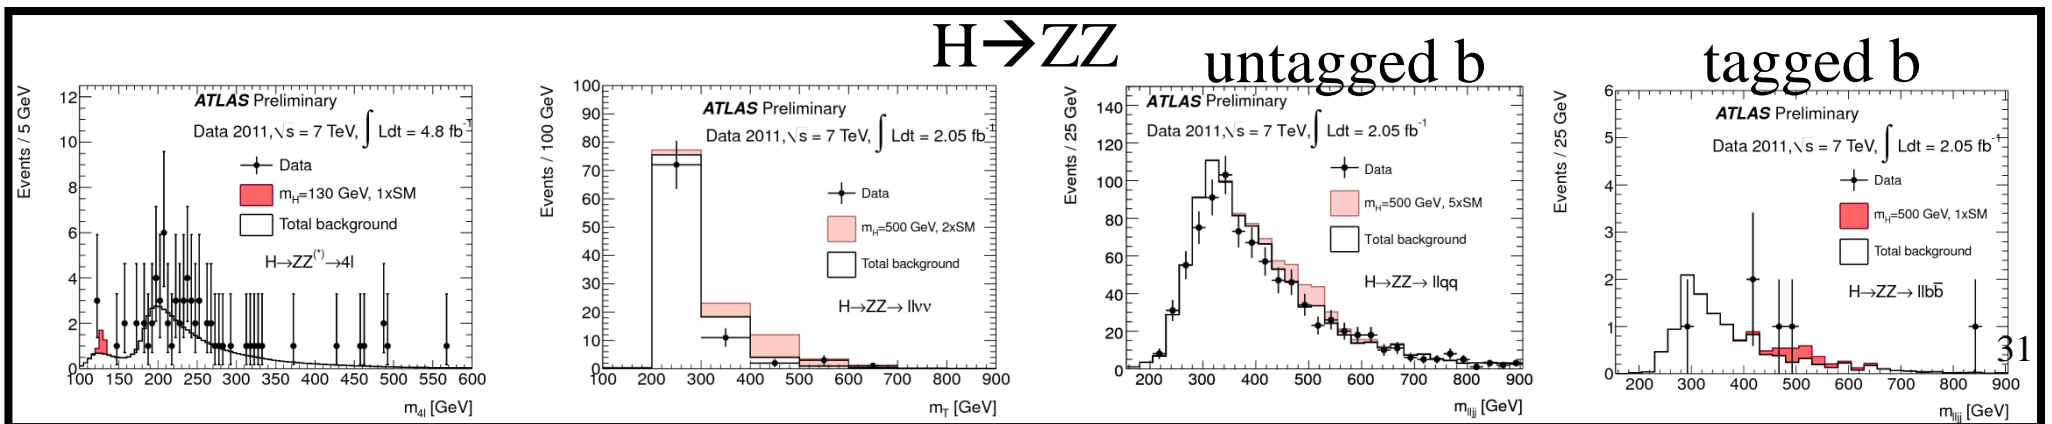 H→ZZ
untagged b
tagged b
Events / 5 GeV
12
10
8
6
4
2
0
ATLAS Preliminary
Data 2011,√s = 7 TeV,∫ Ldt = 4.8 fb⁻¹
Data
m_H=130 GeV, 1xSM
Total background
H→ZZ⁽*⁾→4l
100 150 200 250 300 350 400 450 500 550 600
m_4l [GeV]
Events / 100 GeV
100
90
80
70
60
50
40
30
20
10
0
ATLAS Preliminary
Data 2011,√s = 7 TeV,∫ Ldt = 2.05 fb⁻¹
Data
m_H=500 GeV, 2xSM
Total background
H→ZZ→ llνν
100 200 300 400 500 600 700 800 900
m_T [GeV]
Events / 25 GeV
140
120
100
80
60
40
20
0
ATLAS Preliminary
Data 2011,√s = 7 TeV,∫ Ldt = 2.05 fb⁻¹
Data
m_H=500 GeV, 5xSM
Total background
H→ZZ→ llqq
200 300 400 500 600 700 800 900
m_lljj [GeV]
Events / 25 GeV
6
5
4
3
2
1
0
ATLAS Preliminary
Data 2011,√s = 7 TeV,∫ Ldt = 2.05 fb⁻¹
Data
m_H=500 GeV, 1xSM
Total background
H→ZZ→ llbb̅
200 300 400 500 600 700 800 900
m_lljj [GeV]
31